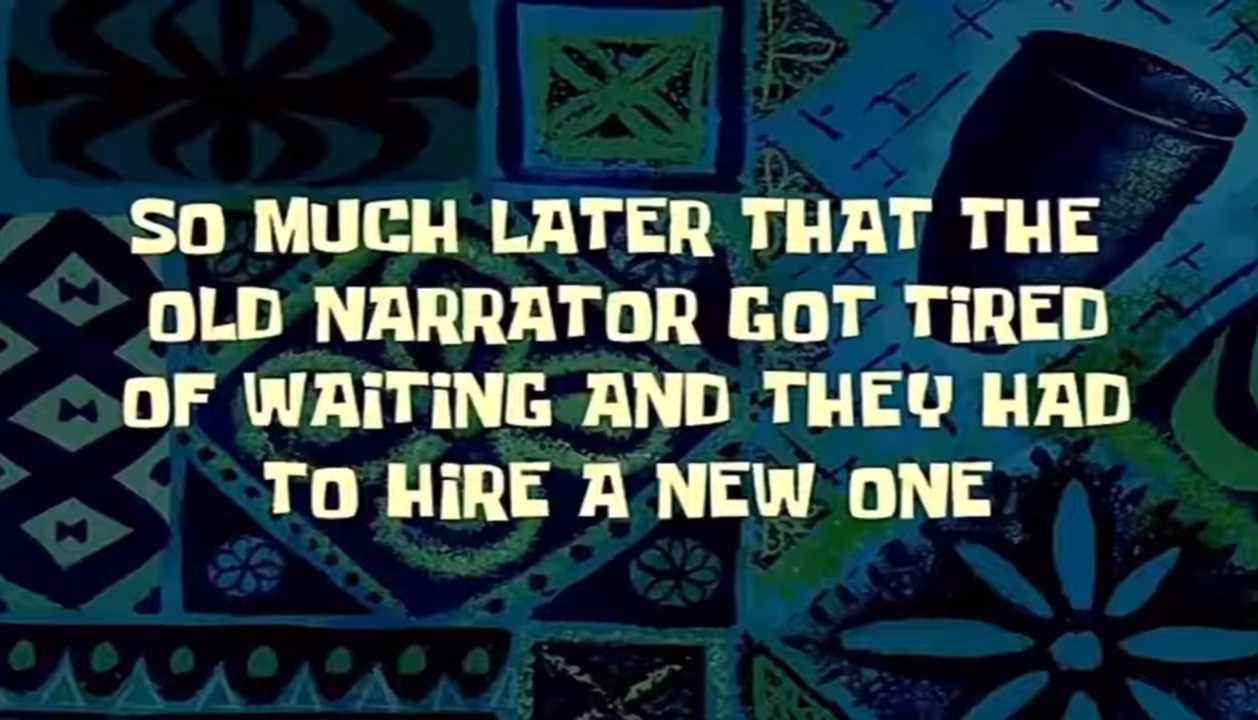 SO MUCH LATER THAT THE
OLD NARRATOR GOT TiRED
OF WAiTiNG AND THEY HAD
TO HiRE A NEW ONE